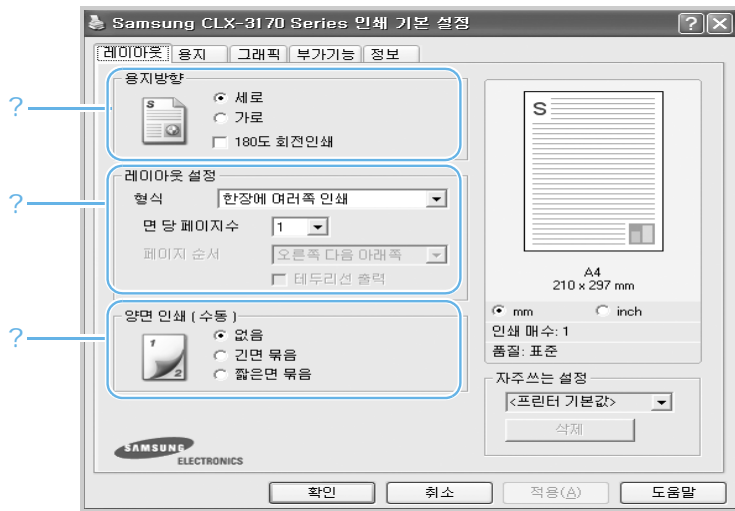 Samsung CLX-3170 Series 인쇄 기본 설정
레이아웃 용지 그래픽 부가기능 정보
용지방향
?
S
세로
가로
180도 회전인쇄
레이아웃 설정
?
형식 한장에 여러쪽 인쇄
면 당 페이지수 1
페이지 순서 오른쪽 다음 아래쪽
테두리선 출력
양면 인쇄 ( 수동 )
?
1
2
없음
긴면 묶음
짧은면 묶음
S
A4
210 x 297 mm
mm inch
인쇄 매수: 1
품질: 표준
자주쓰는 설정
<프린터 기본값>
삭제
SAMSUNG
ELECTRONICS
확인 취소 적용(A) 도움말